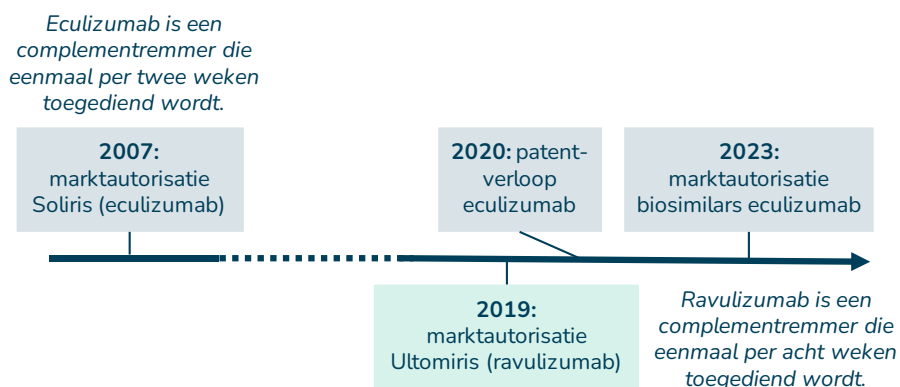 Eculizumab is een
complementremmer die
eenmaal per twee weken
toegediend wordt.
2007:
marktautorisatie
Soliris (eculizumab)
2020: patent-
verloop
eculizumab
2023:
marktautorisatie
biosimilars eculizumab
2019:
marktautorisatie
Ultomiris (ravulizumab)
Ravulizumab is een
complementremmer die
eenmaal per acht weken
toegediend wordt.